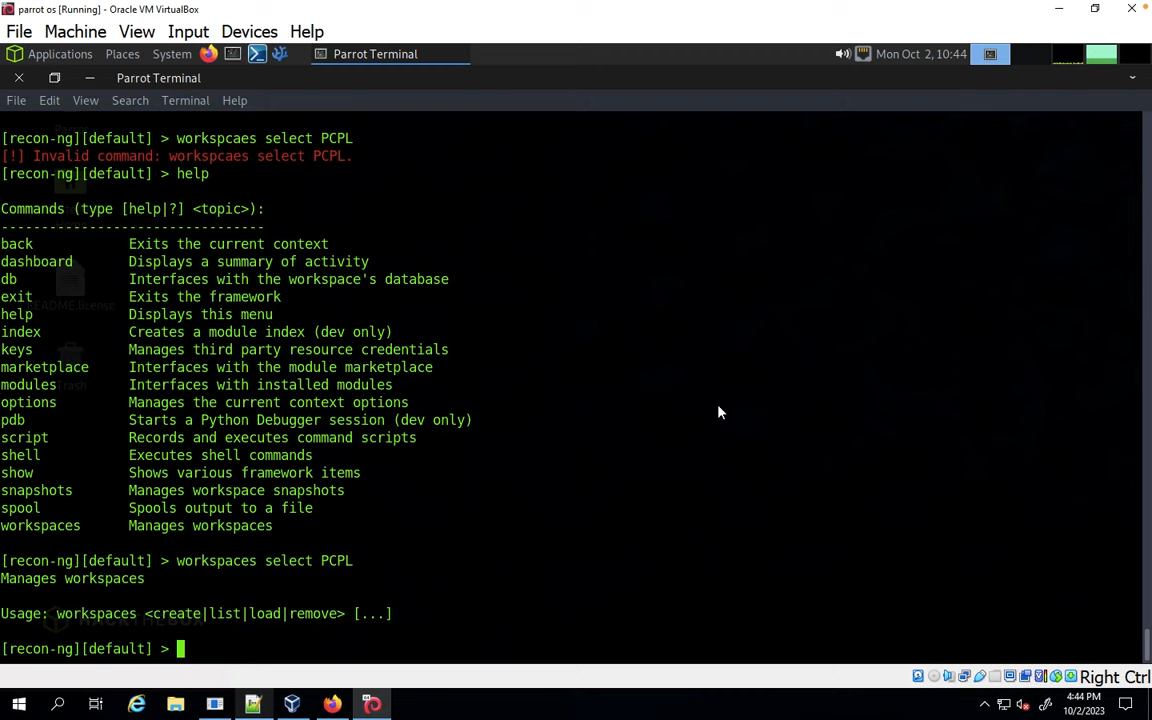 parrot os [Running] - Oracle VM VirtualBox
File Machine View Input Devices Help
Applications Places System Parrot Terminal Mon Oct 2, 10:44
Parrot Terminal
File Edit View Search Terminal Help
[recon-ng][default] > workspcaes select PCPL
[!] Invalid command: workspcaes select PCPL.
[recon-ng][default] > help
Commands (type [help|?] <topic>):
---------------------------------
back Exits the current context
dashboard Displays a summary of activity
db Interfaces with the workspace's database
exit Exits the framework
README.license
help Displays this menu
index Creates a module index (dev only)
keys Manages third party resource credentials
marketplace Interfaces with the module marketplace
modules Interfaces with installed modules
Trash
options Manages the current context options
pdb Starts a Python Debugger session (dev only)
script Records and executes command scripts
shell Executes shell commands
show Shows various framework items
snapshots Manages workspace snapshots
spool Spools output to a file
workspaces Manages workspaces
[recon-ng][default] > workspaces select PCPL
Manages workspaces
Usage: workspaces <create|list|load|remove> [...]
[recon-ng][default] >
Right Ctrl
4:44 PM
10/2/2023